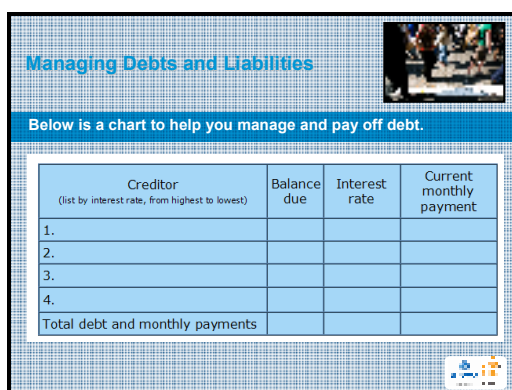 Managing Debts and Liabilities
Below is a chart to help you manage and pay off debt.
Creditor
(list by interest rate, from highest to lowest)
Balance
due
Interest
rate
Current
monthly
payment
1.
2.
3.
4.
Total debt and monthly payments